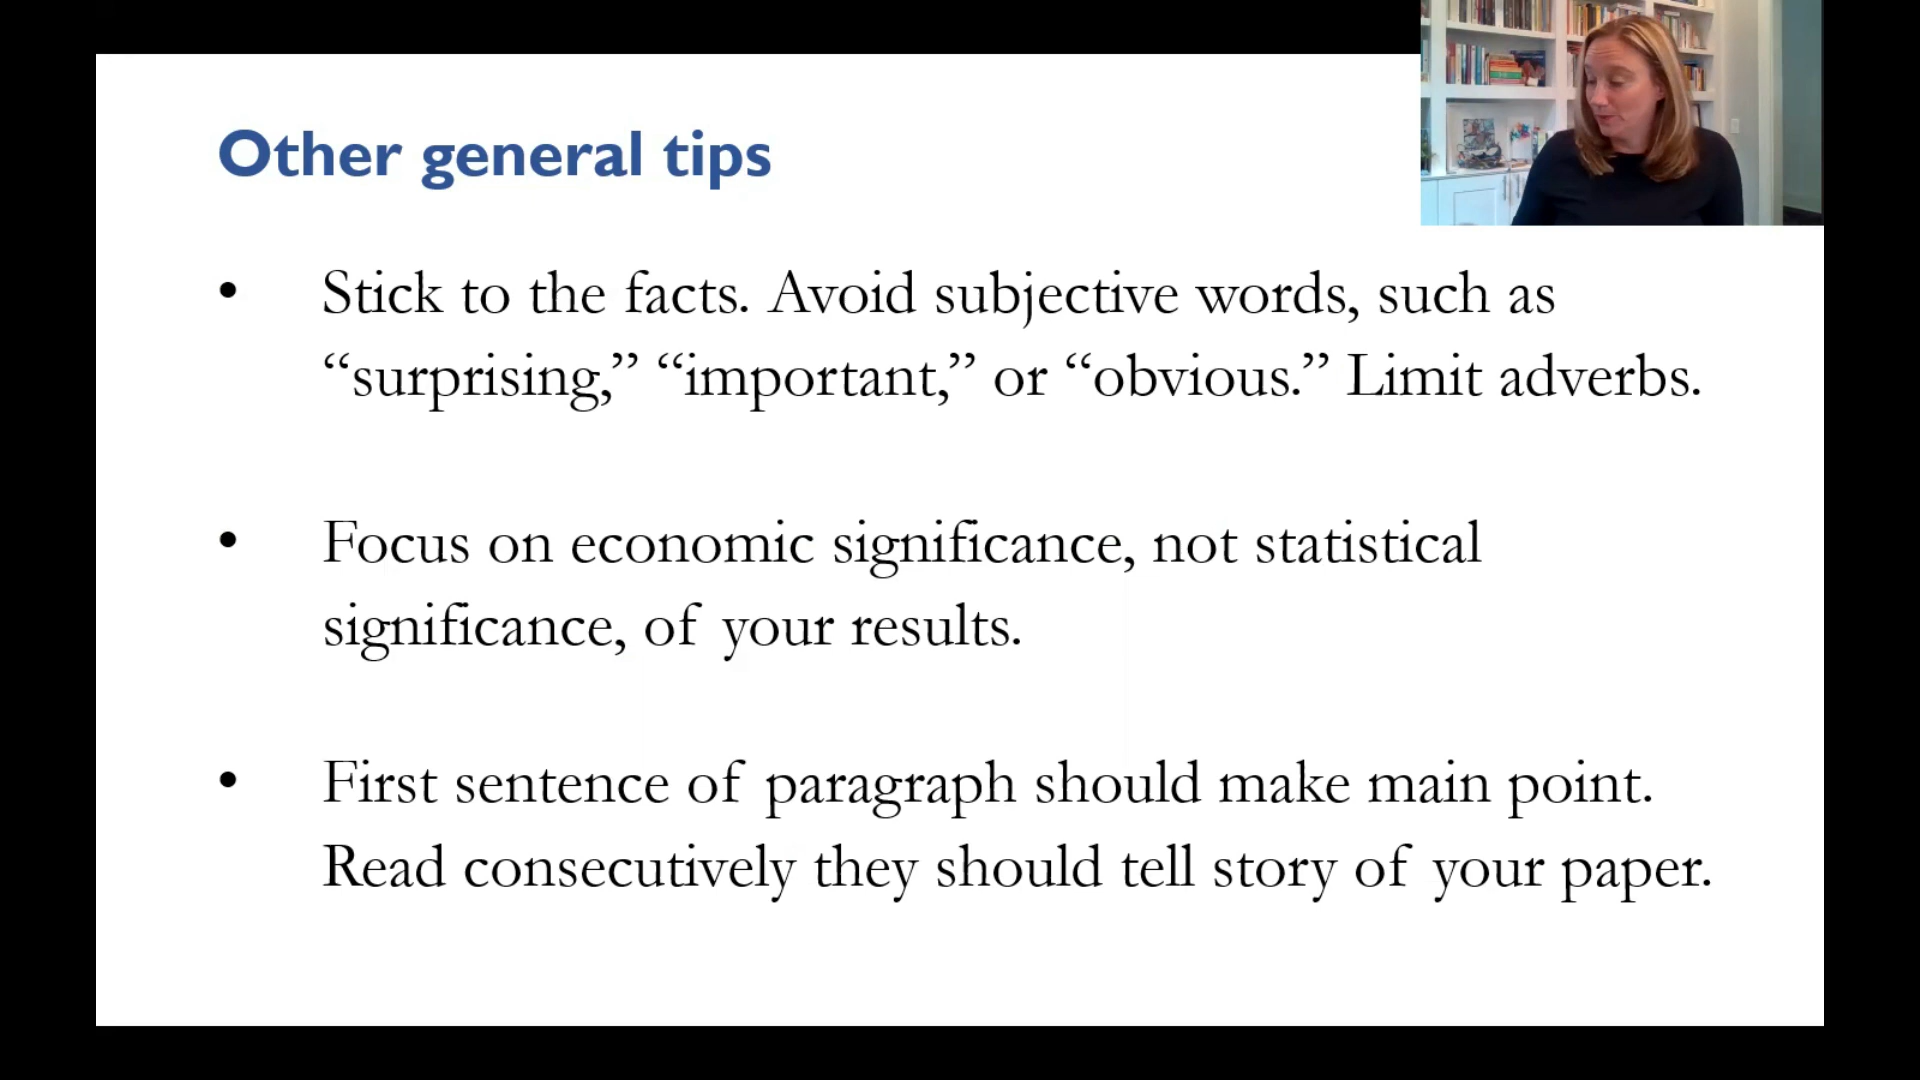 Other general tips
• Stick to the facts. Avoid subjective words, such as
“surprising,” “important,” or “obvious.” Limit adverbs.
• Focus on economic significance, not statistical
significance, of your results.
• First sentence of paragraph should make main point.
Read consecutively they should tell story of your paper.